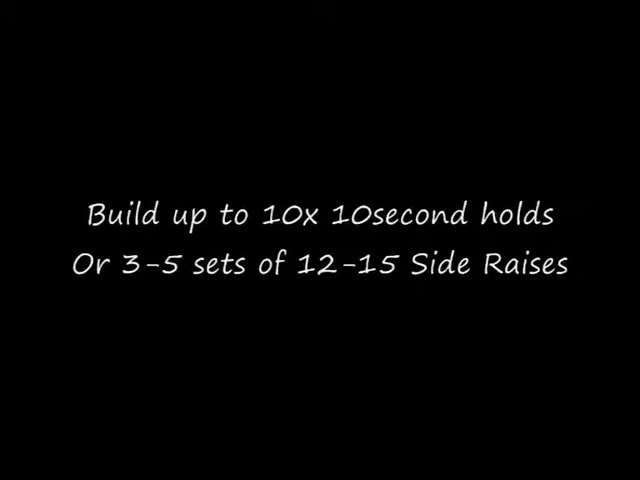 Build up to 10x 10second holds
Or 3-5 sets of 12-15 Side Raises